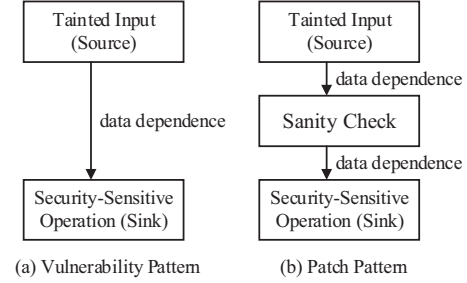 Tainted Input
(Source)
data dependence
Security-Sensitive
Operation (Sink)
(a) Vulnerability Pattern
Tainted Input
(Source)
data dependence
Sanity Check
data dependence
Security-Sensitive
Operation (Sink)
(b) Patch Pattern